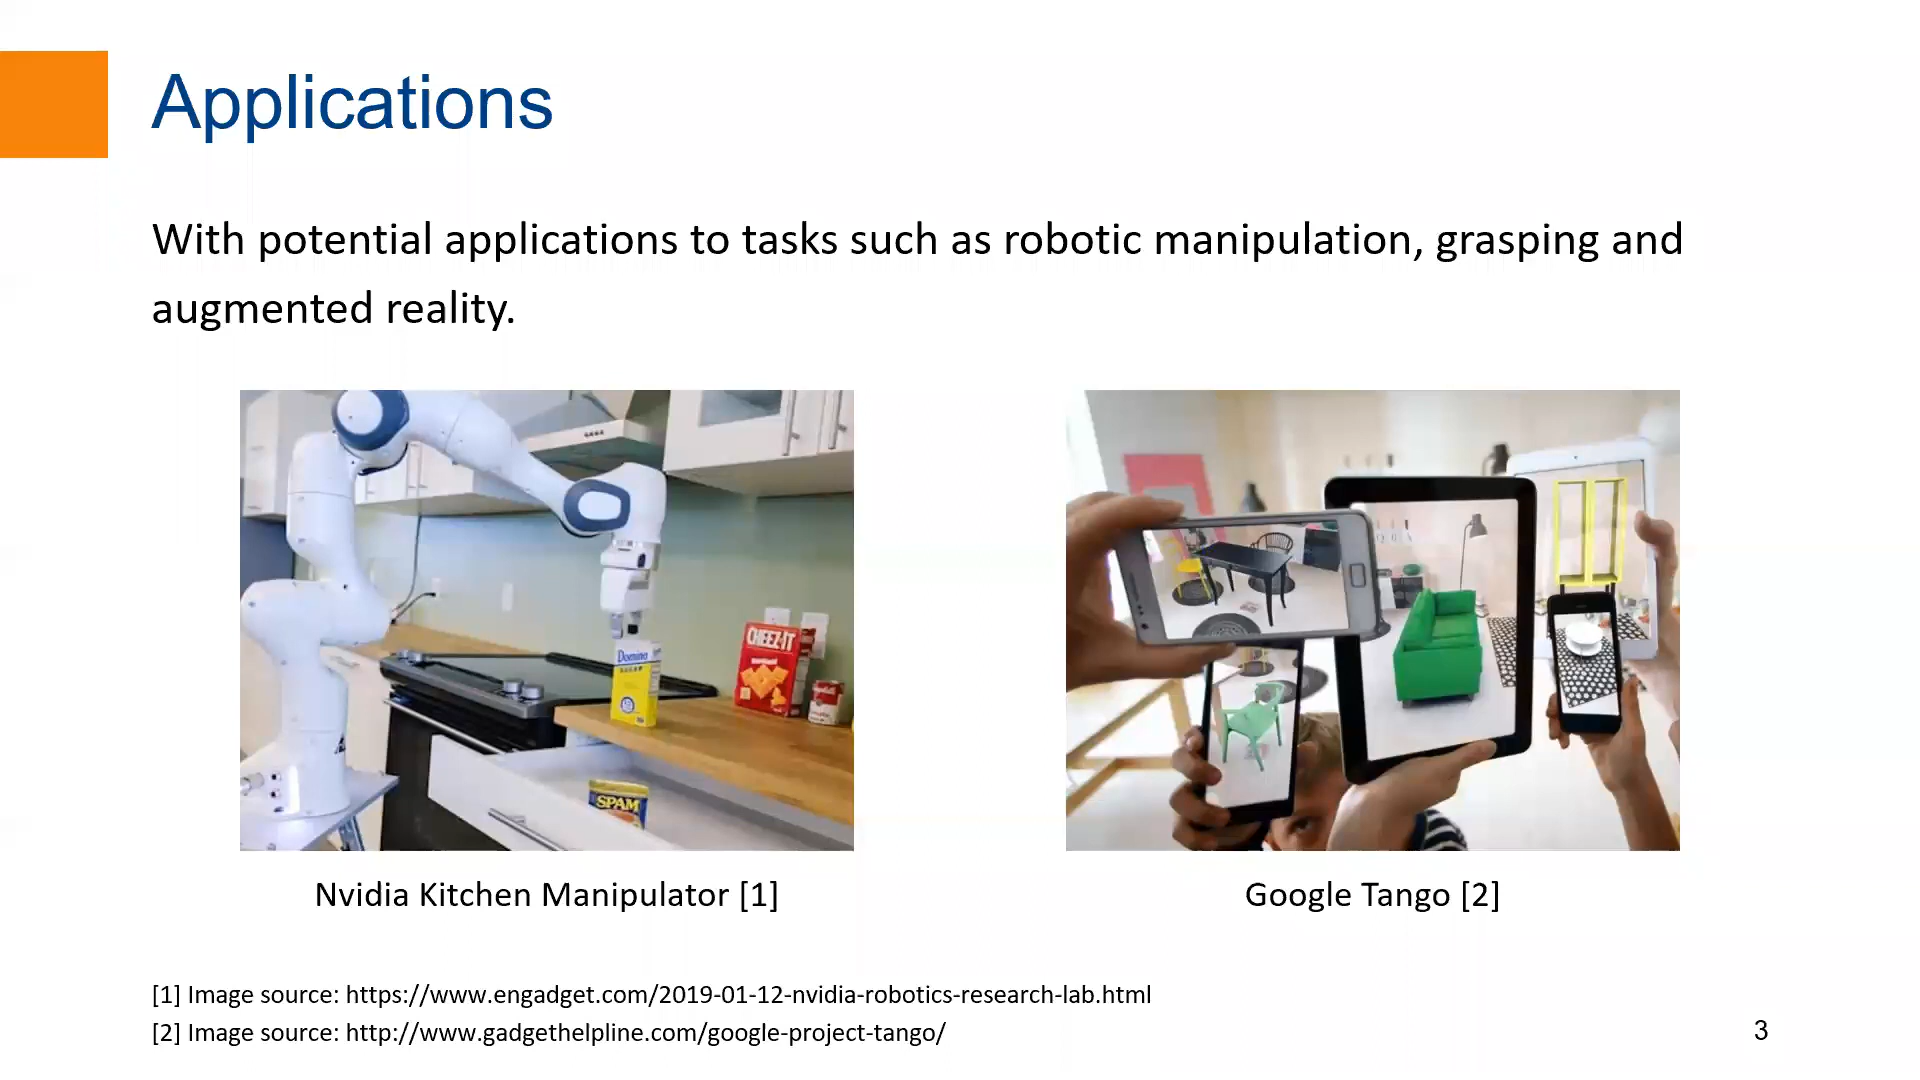 Applications
With potential applications to tasks such as robotic manipulation, grasping and
augmented reality.
Domino
SUGAR
CHEEZ-IT
SPAM
Nvidia Kitchen Manipulator [1]
Google Tango [2]
[1] Image source: https://www.engadget.com/2019-01-12-nvidia-robotics-research-lab.html
[2] Image source: http://www.gadgethelpline.com/google-project-tango/
3